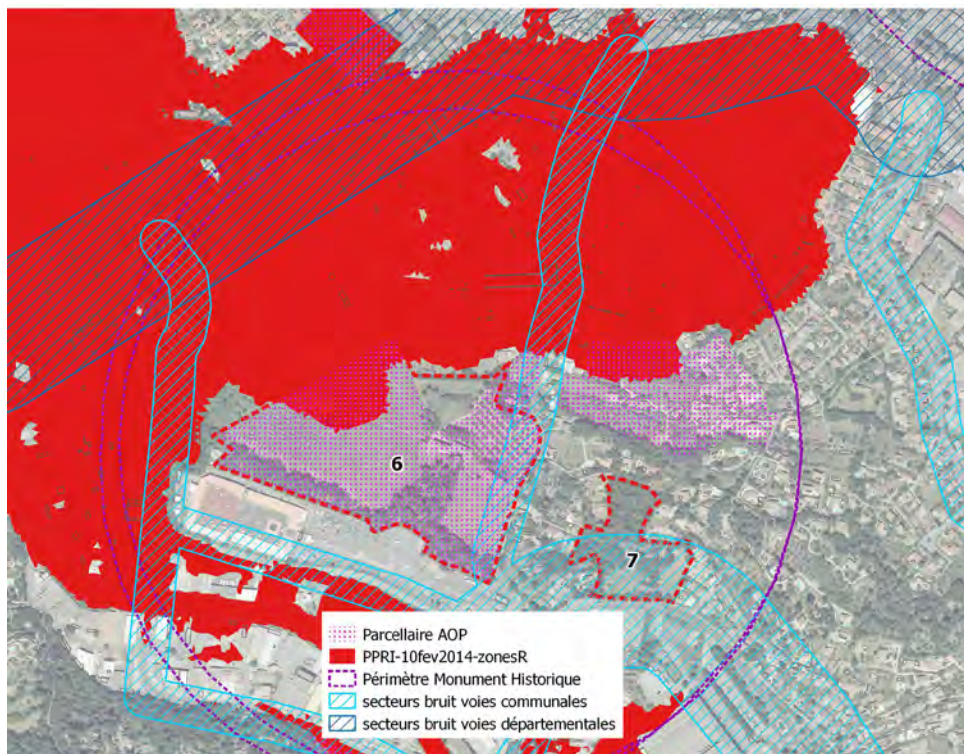 6
7
Parcellaire AOP
PPRI-10fev2014-zonesR
Périmètre Monument Historique
secteurs bruit voies communales
secteurs bruit voies départementales